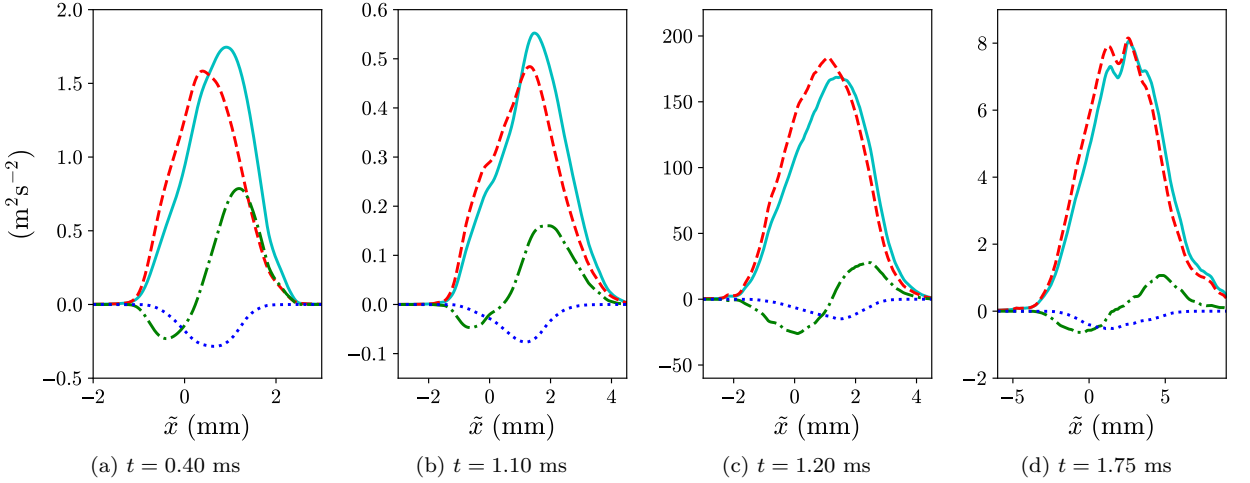 2.0 1.5 1.0 0.5 0.0 −0.5
(m²s⁻²)
−2 0 2
x̃ (mm)
(a) t = 0.40 ms
0.6 0.5 0.4 0.3 0.2 0.1 0.0 −0.1
−2 0 2 4
x̃ (mm)
(b) t = 1.10 ms
200 150 100 50 0 −50
−2 0 2 4
x̃ (mm)
(c) t = 1.20 ms
8 6 4 2 0 −2
−5 0 5
x̃ (mm)
(d) t = 1.75 ms